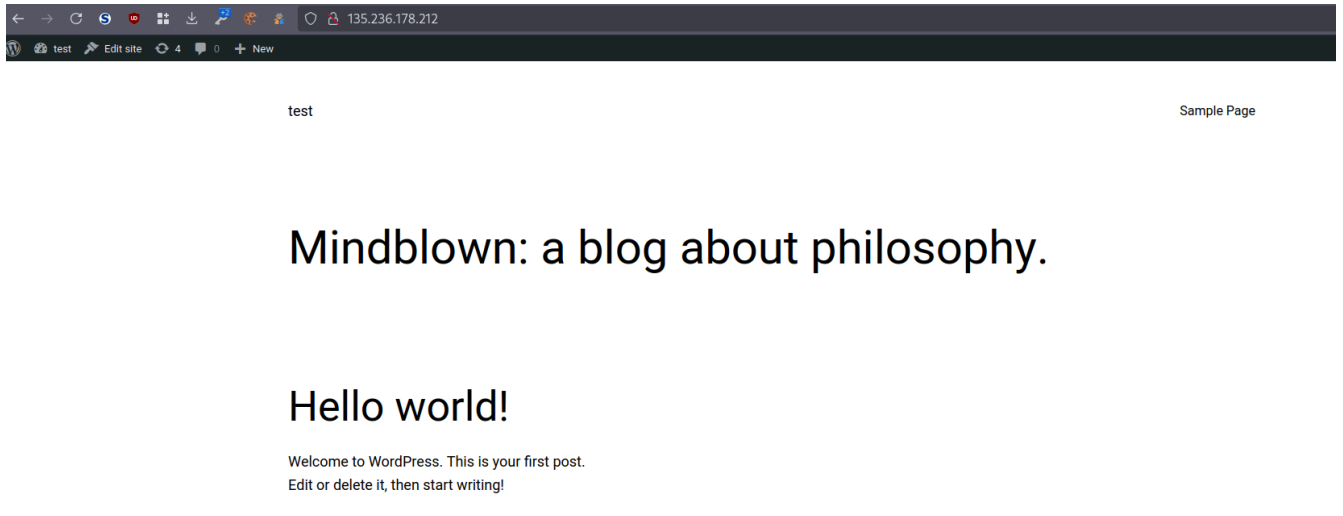 135.236.178.212
test Edit site 4 0 New
test Sample Page
Mindblown: a blog about philosophy.
Hello world!
Welcome to WordPress. This is your first post.
Edit or delete it, then start writing!